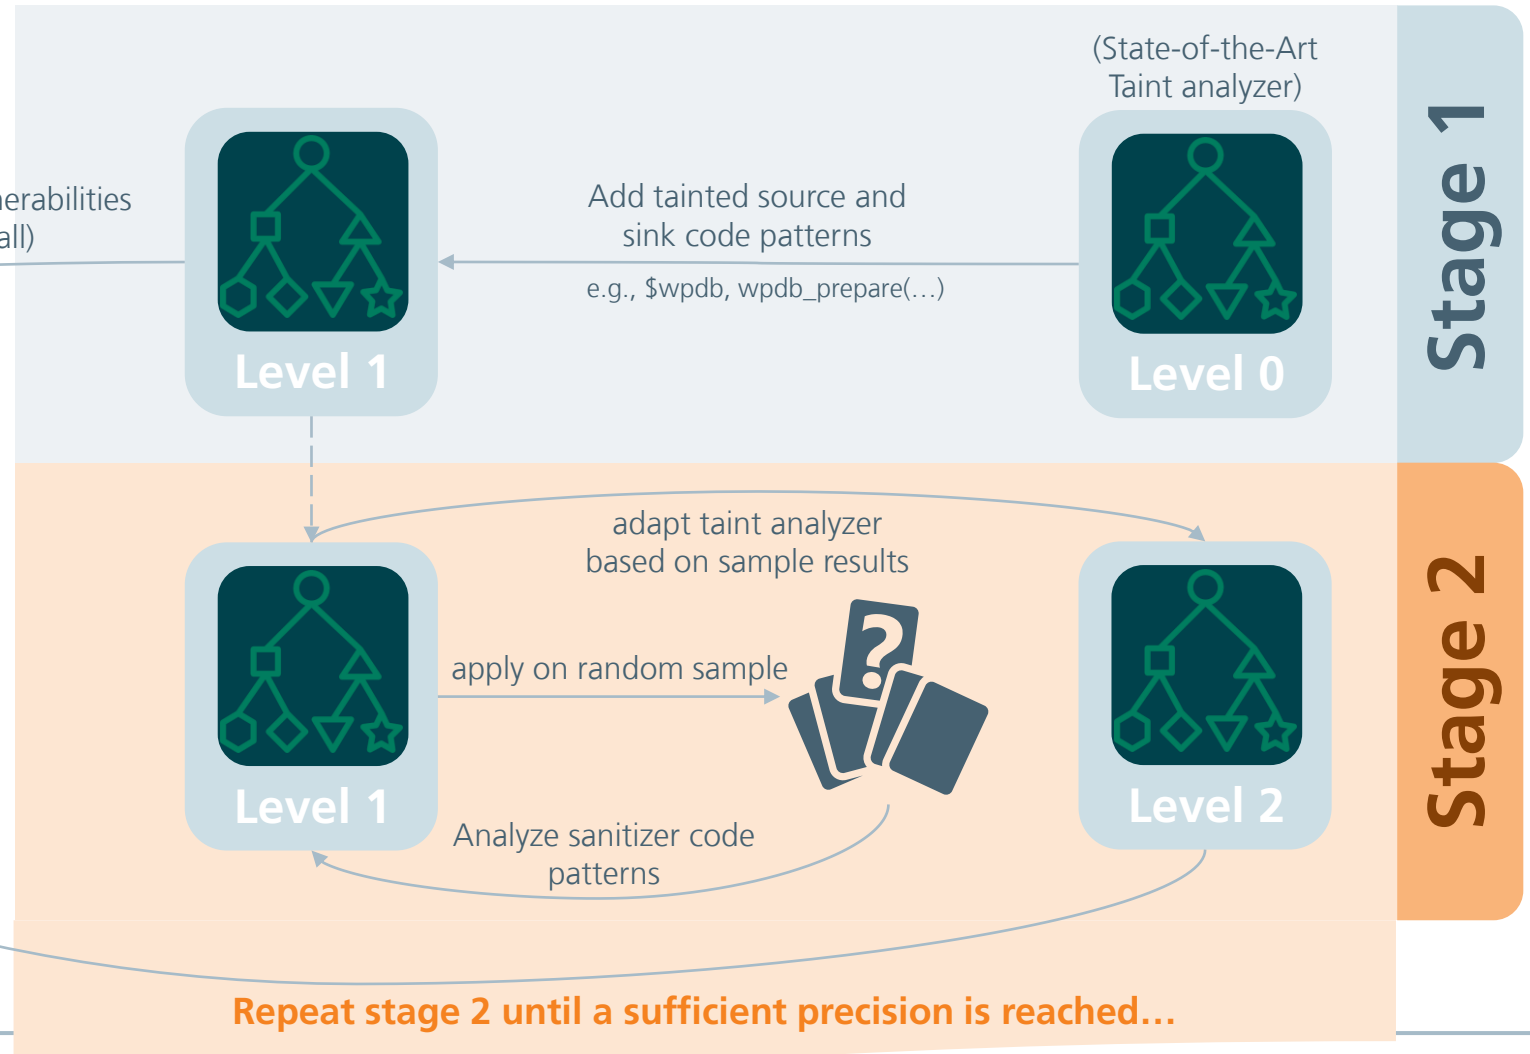 (State-of-the-Art
Taint analyzer)
Stage 1
nerabilities
all)
Add tainted source and
sink code patterns
e.g., $wpdb, wpdb_prepare(...)
Level 1
Level 0
adapt taint analyzer
based on sample results
Stage 2
?
apply on random sample
Level 1
Level 2
Analyze sanitizer code
patterns
Repeat stage 2 until a sufficient precision is reached...